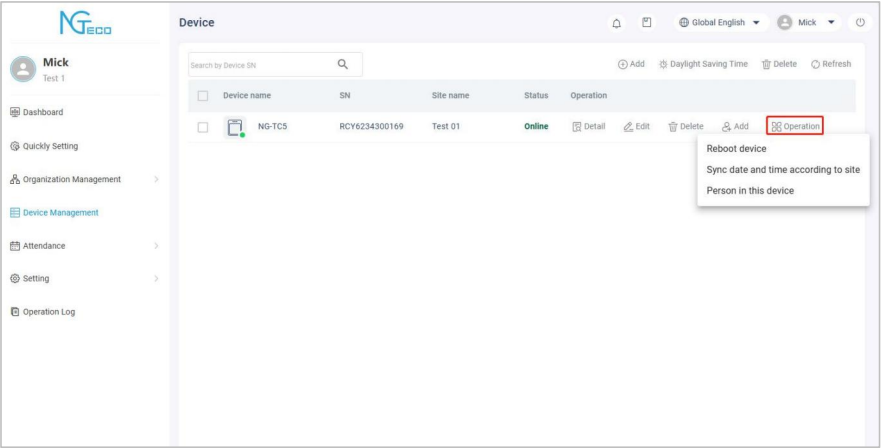 NGTECO
Device
Global English
Mick
Mick
Test 1
Search by Device SN
Add
Daylight Saving Time
Delete
Refresh
Device name
SN
Site name
Status
Operation
Dashboard
NG-TC5
RCY6234300169
Test 01
Online
Detail
Edit
Delete
Add
Operation
Reboot device
Sync date and time according to site
Person in this device
Quickly Setting
Organization Management
Device Management
Attendance
Setting
Operation Log